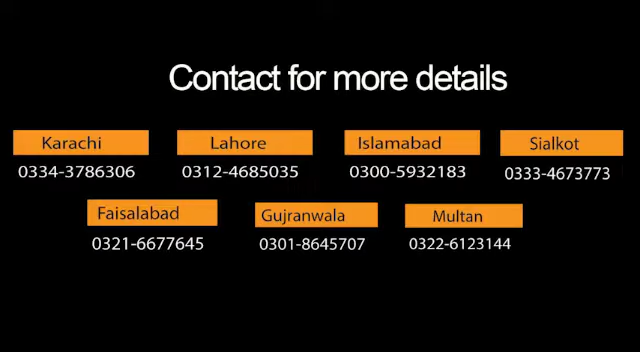 Contact for more details
Karachi Lahore Islamabad Sialkot
0334-3786306 0312-4685035 0300-5932183 0333-4673773
Faisalabad Gujranwala Multan
0321-6677645 0301-8645707 0322-6123144